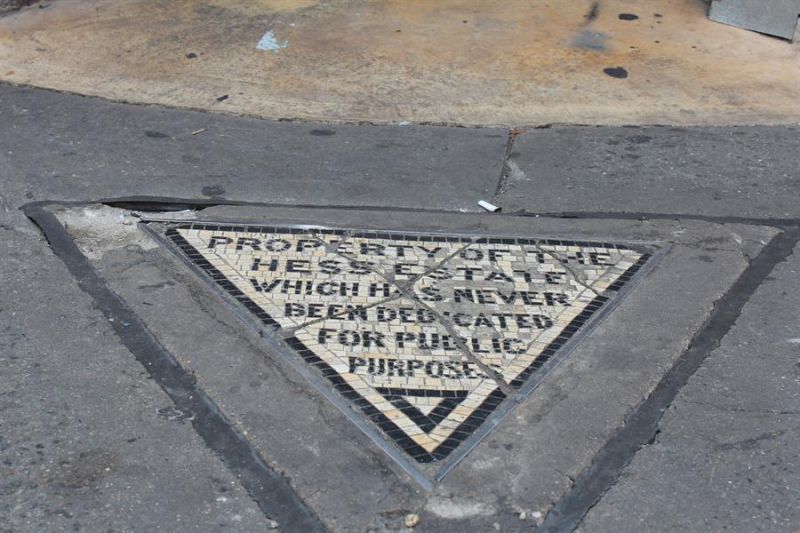 PROPERTY OF THE
HESS ESTATE
WHICH HAS NEVER
BEEN DEDICATED
FOR PUBLIC
PURPOSES